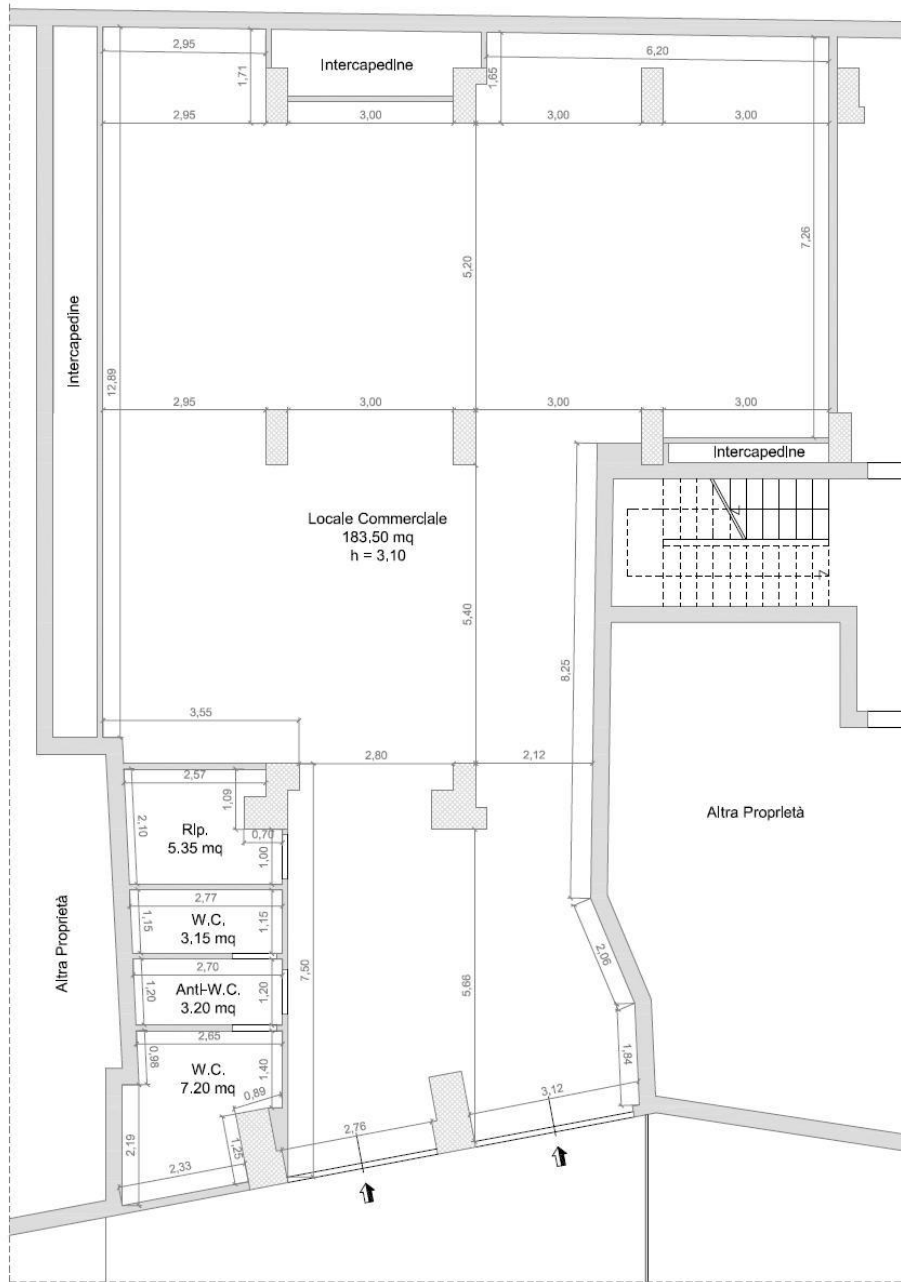 2,95
Intercapedine
6,20
1,71
1,65
2,95
3,00
3,00
3,00
7,26
5,20
Intercapedine
12,89
2,95
3,00
3,00
3,00
Intercapedine
Locale Commerciale
183,50 mq
h = 3,10
5,40
8,25
3,55
2,80
2,12
2,57
1,09
2,10
Rip.
5.35 mq
0,70
1,00
Altra Proprietà
2,77
1,15
W.C.
3,15 mq
1,15
Altra Proprietà
2,70
1,20
Anti-W.C.
3.20 mq
1,20
7,50
5,66
2,06
2,65
0,98
W.C.
7.20 mq
1,40
1,84
0,89
3,12
2,76
2,19
1,25
2,33